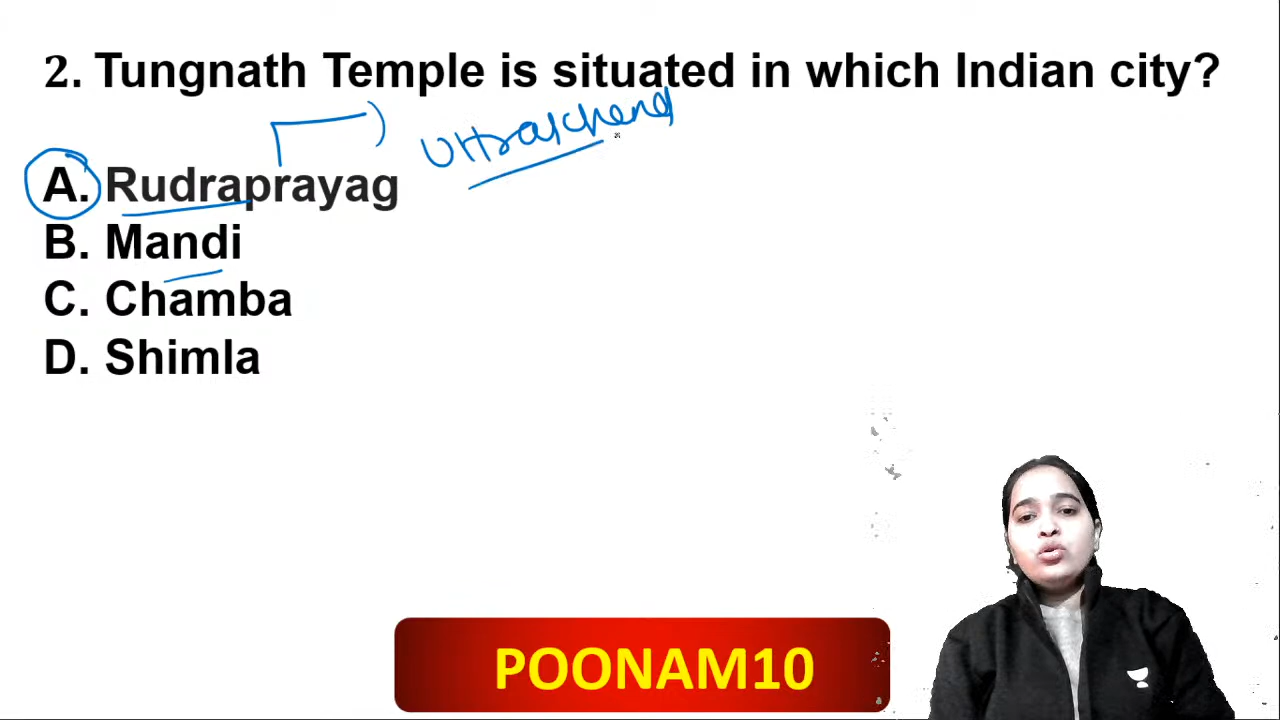 2. Tungnath Temple is situated in which Indian city?
Uttrakhand
A. Rudraprayag
B. Mandi
C. Chamba
D. Shimla
POONAM10